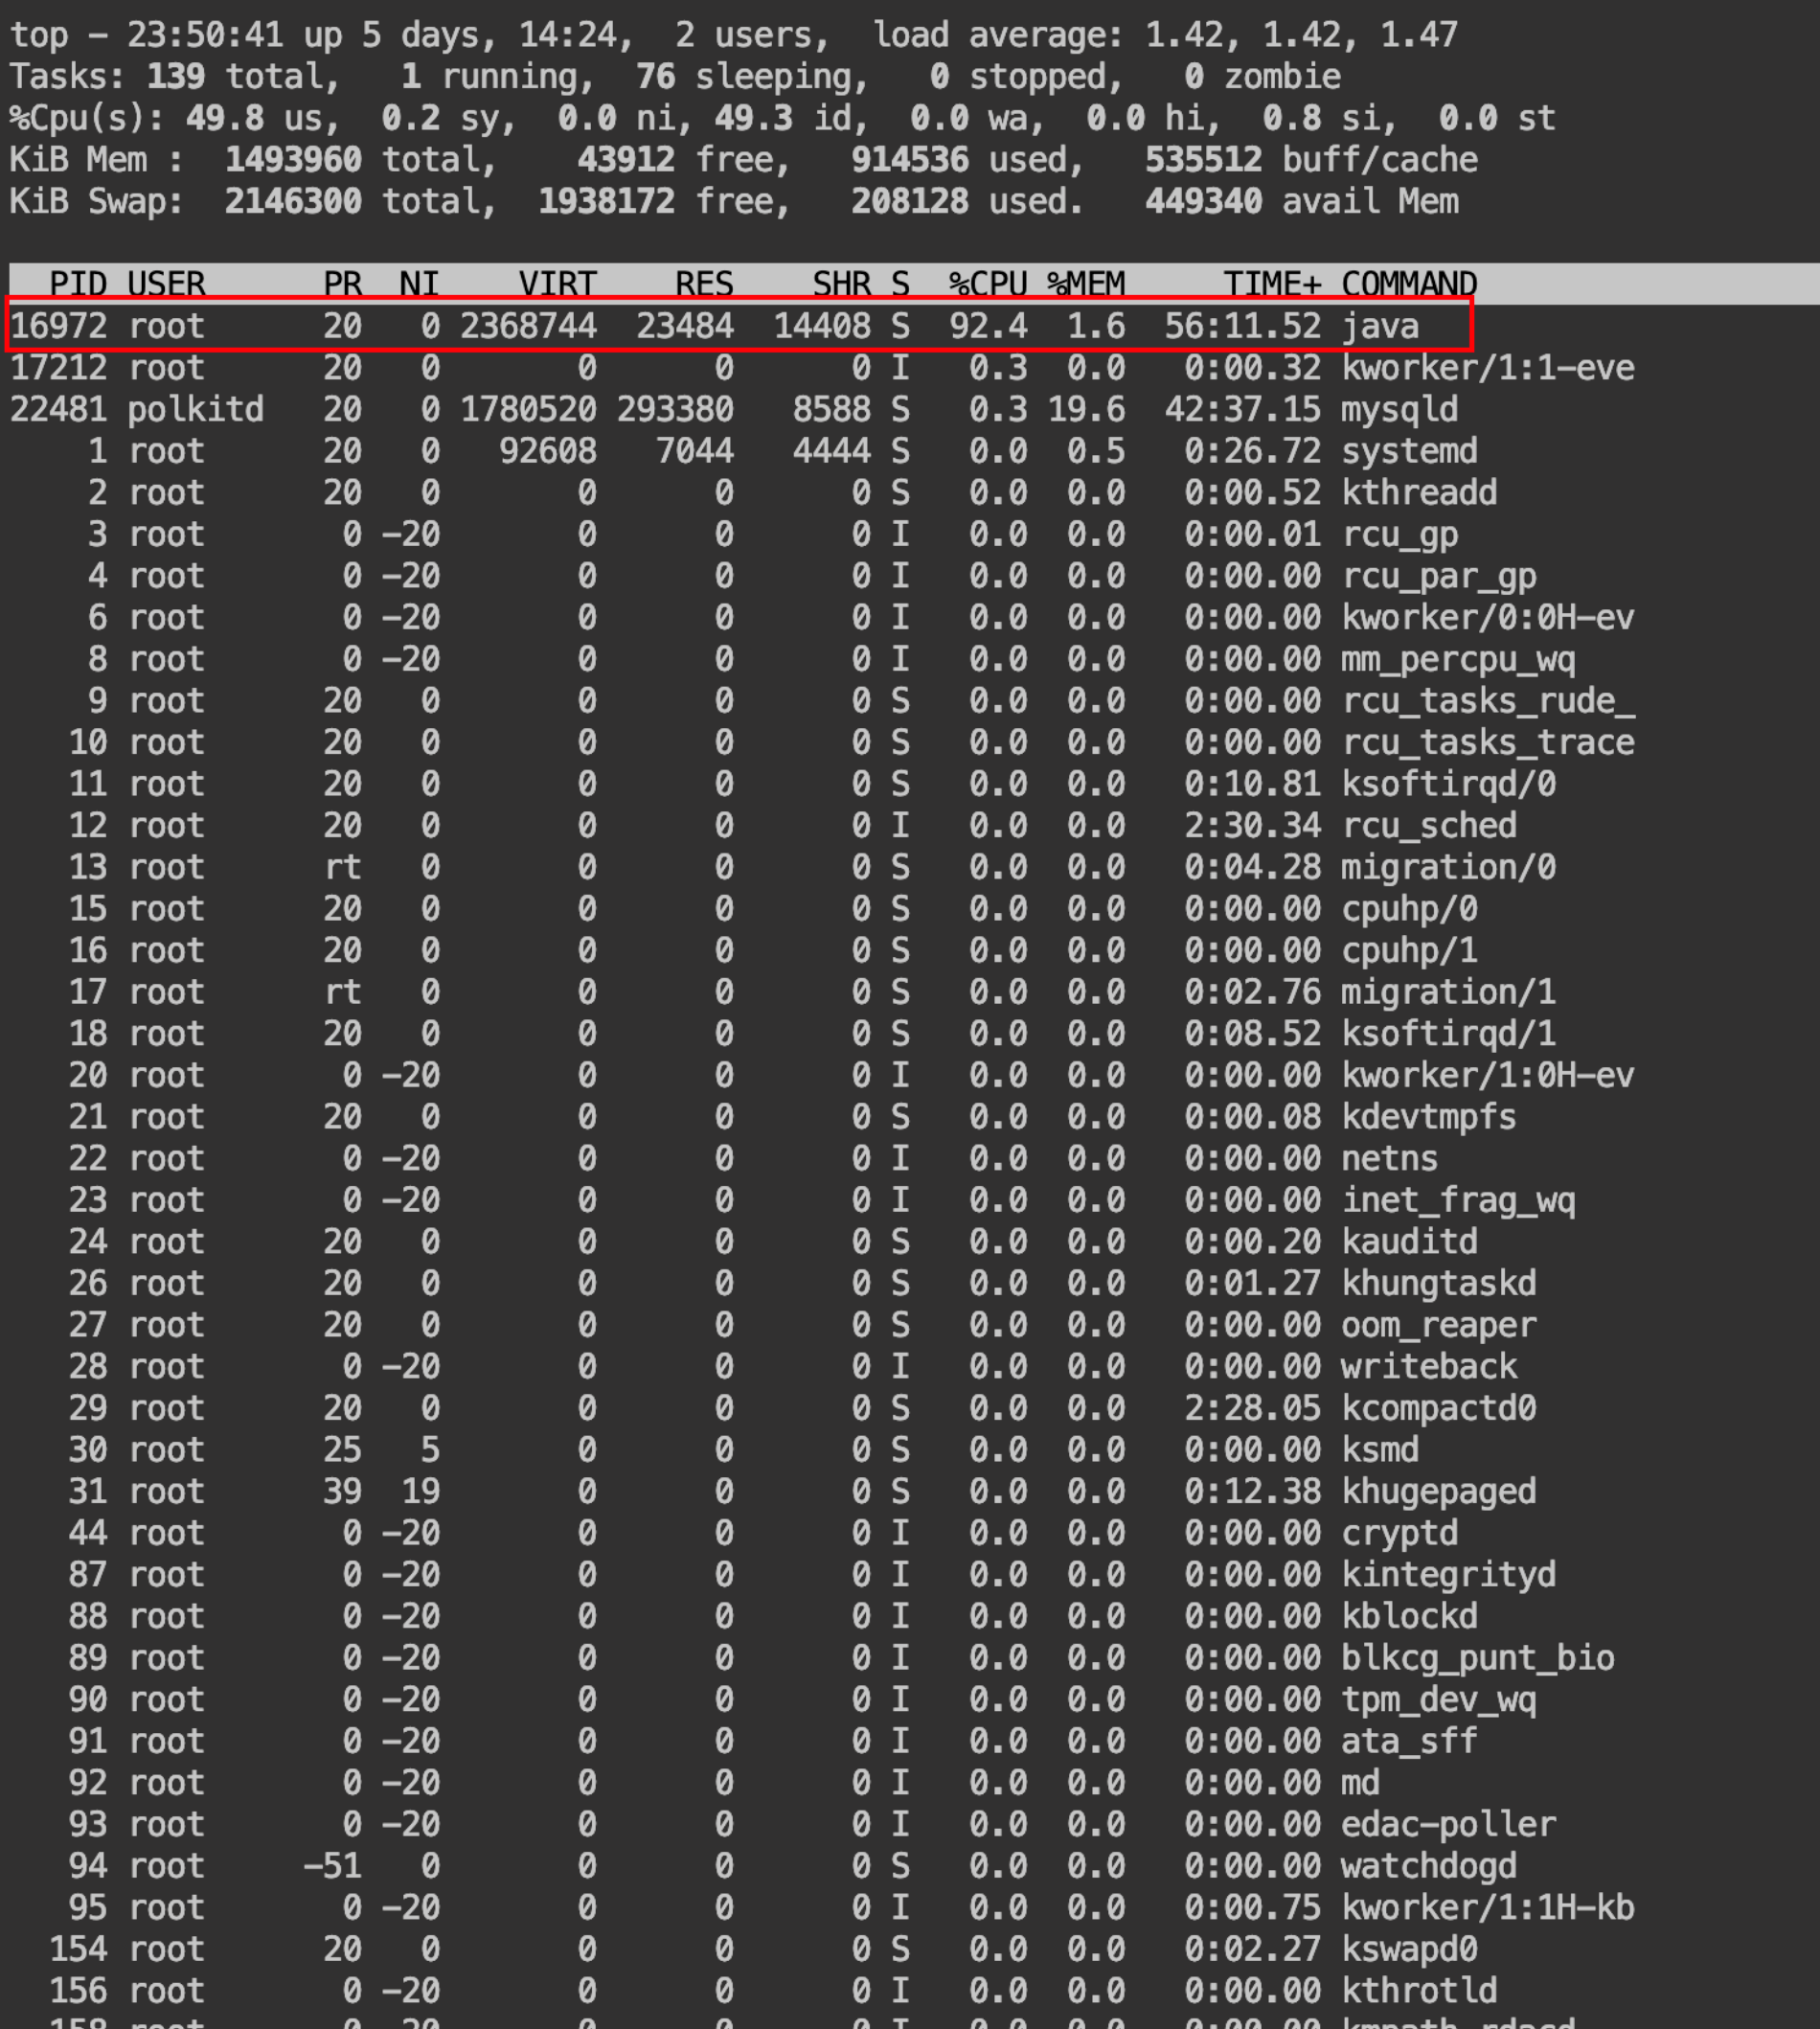 top – 23:50:41 up 5 days, 14:24,  2 users,  load average: 1.42, 1.42, 1.47
Tasks: 139 total,   1 running,  76 sleeping,   0 stopped,   0 zombie
%Cpu(s): 49.8 us,  0.2 sy,  0.0 ni, 49.3 id,  0.0 wa,  0.0 hi,  0.8 si,  0.0 st
KiB Mem :  1493960 total,    43912 free,   914536 used,   535512 buff/cache
KiB Swap:  2146300 total,  1938172 free,   208128 used.   449340 avail Mem
PID USER PR NI VIRT RES SHR S %CPU %MEM TIME+ COMMAND
16972 root 20 0 2368744 23484 14408 S 92.4 1.6 56:11.52 java
17212 root 20 0 0 0 0 I 0.3 0.0 0:00.32 kworker/1:1-eve
22481 polkitd 20 0 1780520 293380 8588 S 0.3 19.6 42:37.15 mysqld
1 root 20 0 92608 7044 4444 S 0.0 0.5 0:26.72 systemd
2 root 20 0 0 0 0 S 0.0 0.0 0:00.52 kthreadd
3 root 0 -20 0 0 0 I 0.0 0.0 0:00.01 rcu_gp
4 root 0 -20 0 0 0 I 0.0 0.0 0:00.00 rcu_par_gp
6 root 0 -20 0 0 0 I 0.0 0.0 0:00.00 kworker/0:0H-ev
8 root 0 -20 0 0 0 I 0.0 0.0 0:00.00 mm_percpu_wq
9 root 20 0 0 0 0 S 0.0 0.0 0:00.00 rcu_tasks_rude_
10 root 20 0 0 0 0 S 0.0 0.0 0:00.00 rcu_tasks_trace
11 root 20 0 0 0 0 S 0.0 0.0 0:10.81 ksoftirqd/0
12 root 20 0 0 0 0 I 0.0 0.0 2:30.34 rcu_sched
13 root rt 0 0 0 0 S 0.0 0.0 0:04.28 migration/0
15 root 20 0 0 0 0 S 0.0 0.0 0:00.00 cpuhp/0
16 root 20 0 0 0 0 S 0.0 0.0 0:00.00 cpuhp/1
17 root rt 0 0 0 0 S 0.0 0.0 0:02.76 migration/1
18 root 20 0 0 0 0 S 0.0 0.0 0:08.52 ksoftirqd/1
20 root 0 -20 0 0 0 I 0.0 0.0 0:00.00 kworker/1:0H-ev
21 root 20 0 0 0 0 S 0.0 0.0 0:00.08 kdevtmpfs
22 root 0 -20 0 0 0 I 0.0 0.0 0:00.00 netns
23 root 0 -20 0 0 0 I 0.0 0.0 0:00.00 inet_frag_wq
24 root 20 0 0 0 0 S 0.0 0.0 0:00.20 kauditd
26 root 20 0 0 0 0 S 0.0 0.0 0:01.27 khungtaskd
27 root 20 0 0 0 0 S 0.0 0.0 0:00.00 oom_reaper
28 root 0 -20 0 0 0 I 0.0 0.0 0:00.00 writeback
29 root 20 0 0 0 0 S 0.0 0.0 2:28.05 kcompactd0
30 root 25 5 0 0 0 S 0.0 0.0 0:00.00 ksmd
31 root 39 19 0 0 0 S 0.0 0.0 0:12.38 khugepaged
44 root 0 -20 0 0 0 I 0.0 0.0 0:00.00 cryptd
87 root 0 -20 0 0 0 I 0.0 0.0 0:00.00 kintegrityd
88 root 0 -20 0 0 0 I 0.0 0.0 0:00.00 kblockd
89 root 0 -20 0 0 0 I 0.0 0.0 0:00.00 blkcg_punt_bio
90 root 0 -20 0 0 0 I 0.0 0.0 0:00.00 tpm_dev_wq
91 root 0 -20 0 0 0 I 0.0 0.0 0:00.00 ata_sff
92 root 0 -20 0 0 0 I 0.0 0.0 0:00.00 md
93 root 0 -20 0 0 0 I 0.0 0.0 0:00.00 edac-poller
94 root -51 0 0 0 0 S 0.0 0.0 0:00.00 watchdogd
95 root 0 -20 0 0 0 I 0.0 0.0 0:00.75 kworker/1:1H-kb
154 root 20 0 0 0 0 S 0.0 0.0 0:02.27 kswapd0
156 root 0 -20 0 0 0 I 0.0 0.0 0:00.00 kthrotld